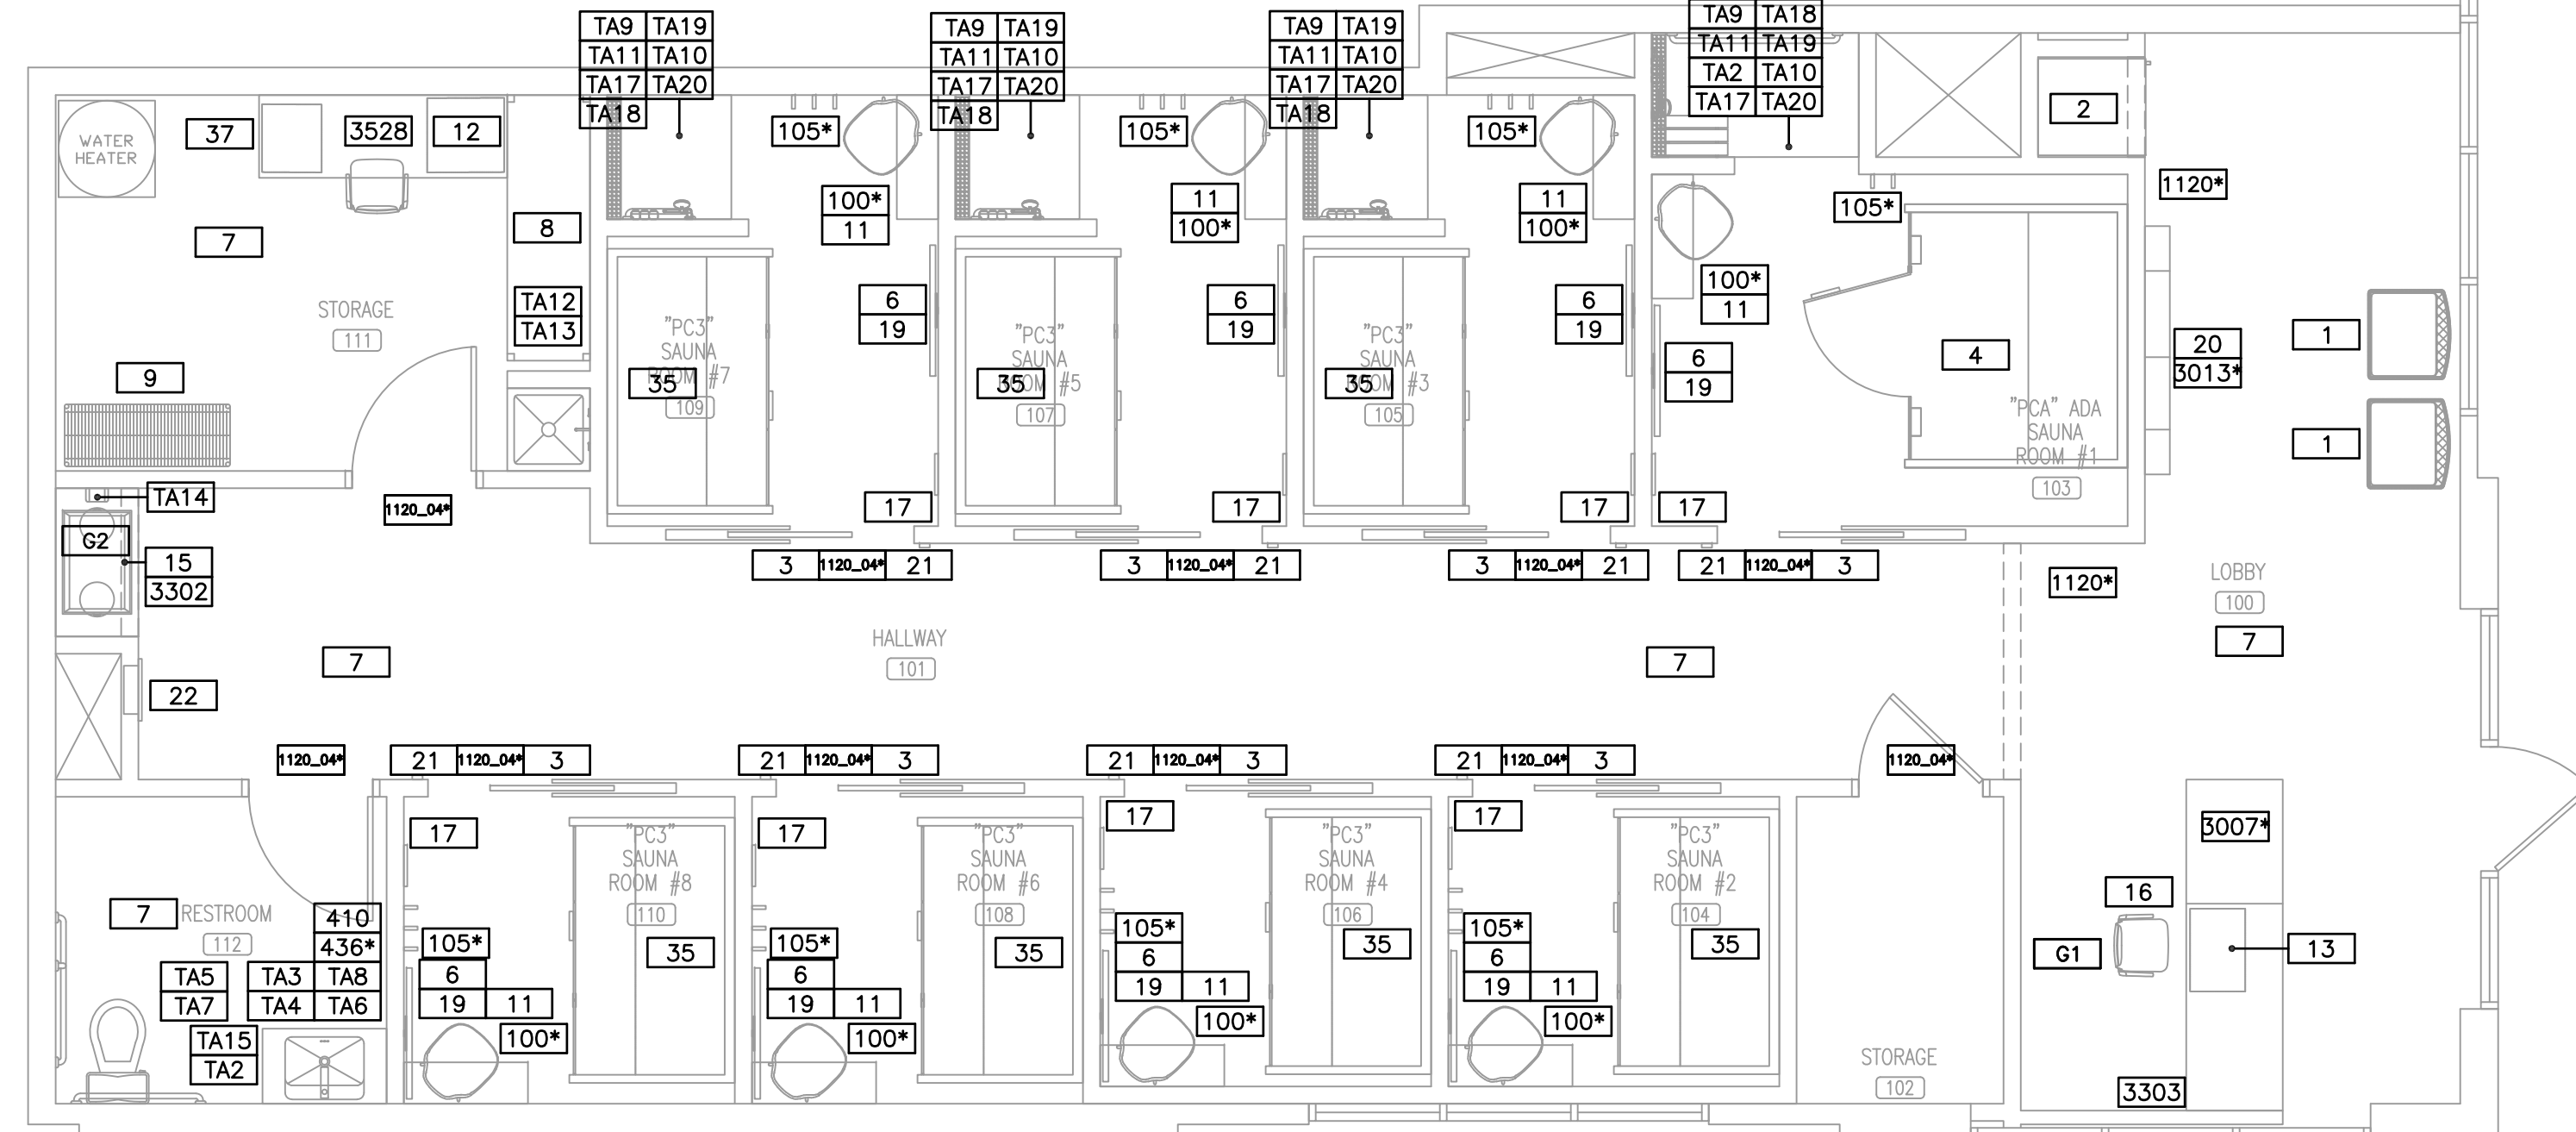 TA9 TA19
TA11 TA10
TA17 TA20
TA18
TA9 TA19
TA11 TA10
TA17 TA20
TA18
TA9 TA19
TA11 TA10
TA17 TA20
TA18
TA9 TA18
TA11 TA19
TA2 TA10
TA17 TA20
WATER
HEATER
37
3528
12
105*
105*
105*
2
7
8
100*
11
11
100*
11
100*
105*
1120*
STORAGE
111
TA12
TA13
6
19
6
19
6
19
100*
11
6
19
4
20
3013*
1
1
9
"PC3"
SAUNA
ROOM #7
35
109
"PC3"
SAUNA
ROOM #5
35
107
"PC3"
SAUNA
ROOM #3
35
105
"PCA" ADA
SAUNA
ROOM #1
103
TA14
1120_04*
17
17
17
17
G2
15
3302
3 1120_04* 21
3 1120_04* 21
3 1120_04* 21
21 1120_04* 3
1120*
LOBBY
100
7
7
HALLWAY
101
7
22
1120_04*
21 1120_04* 3
21 1120_04* 3
21 1120_04* 3
21 1120_04* 3
1120_04*
17
"PC3"
SAUNA
ROOM #8
110
17
"PC3"
SAUNA
ROOM #6
108
17
"PC3"
SAUNA
ROOM #4
106
17
"PC3"
SAUNA
ROOM #2
104
3007*
7
RESTROOM
112
410
436*
TA5
TA7
TA3 TA8
TA4 TA6
TA15
TA2
105*
6
19 11
100*
35
105*
6
19 11
100*
35
105*
6
19 11
100*
35
105*
6
19 11
100*
35
16
G1
13
STORAGE
102
3303